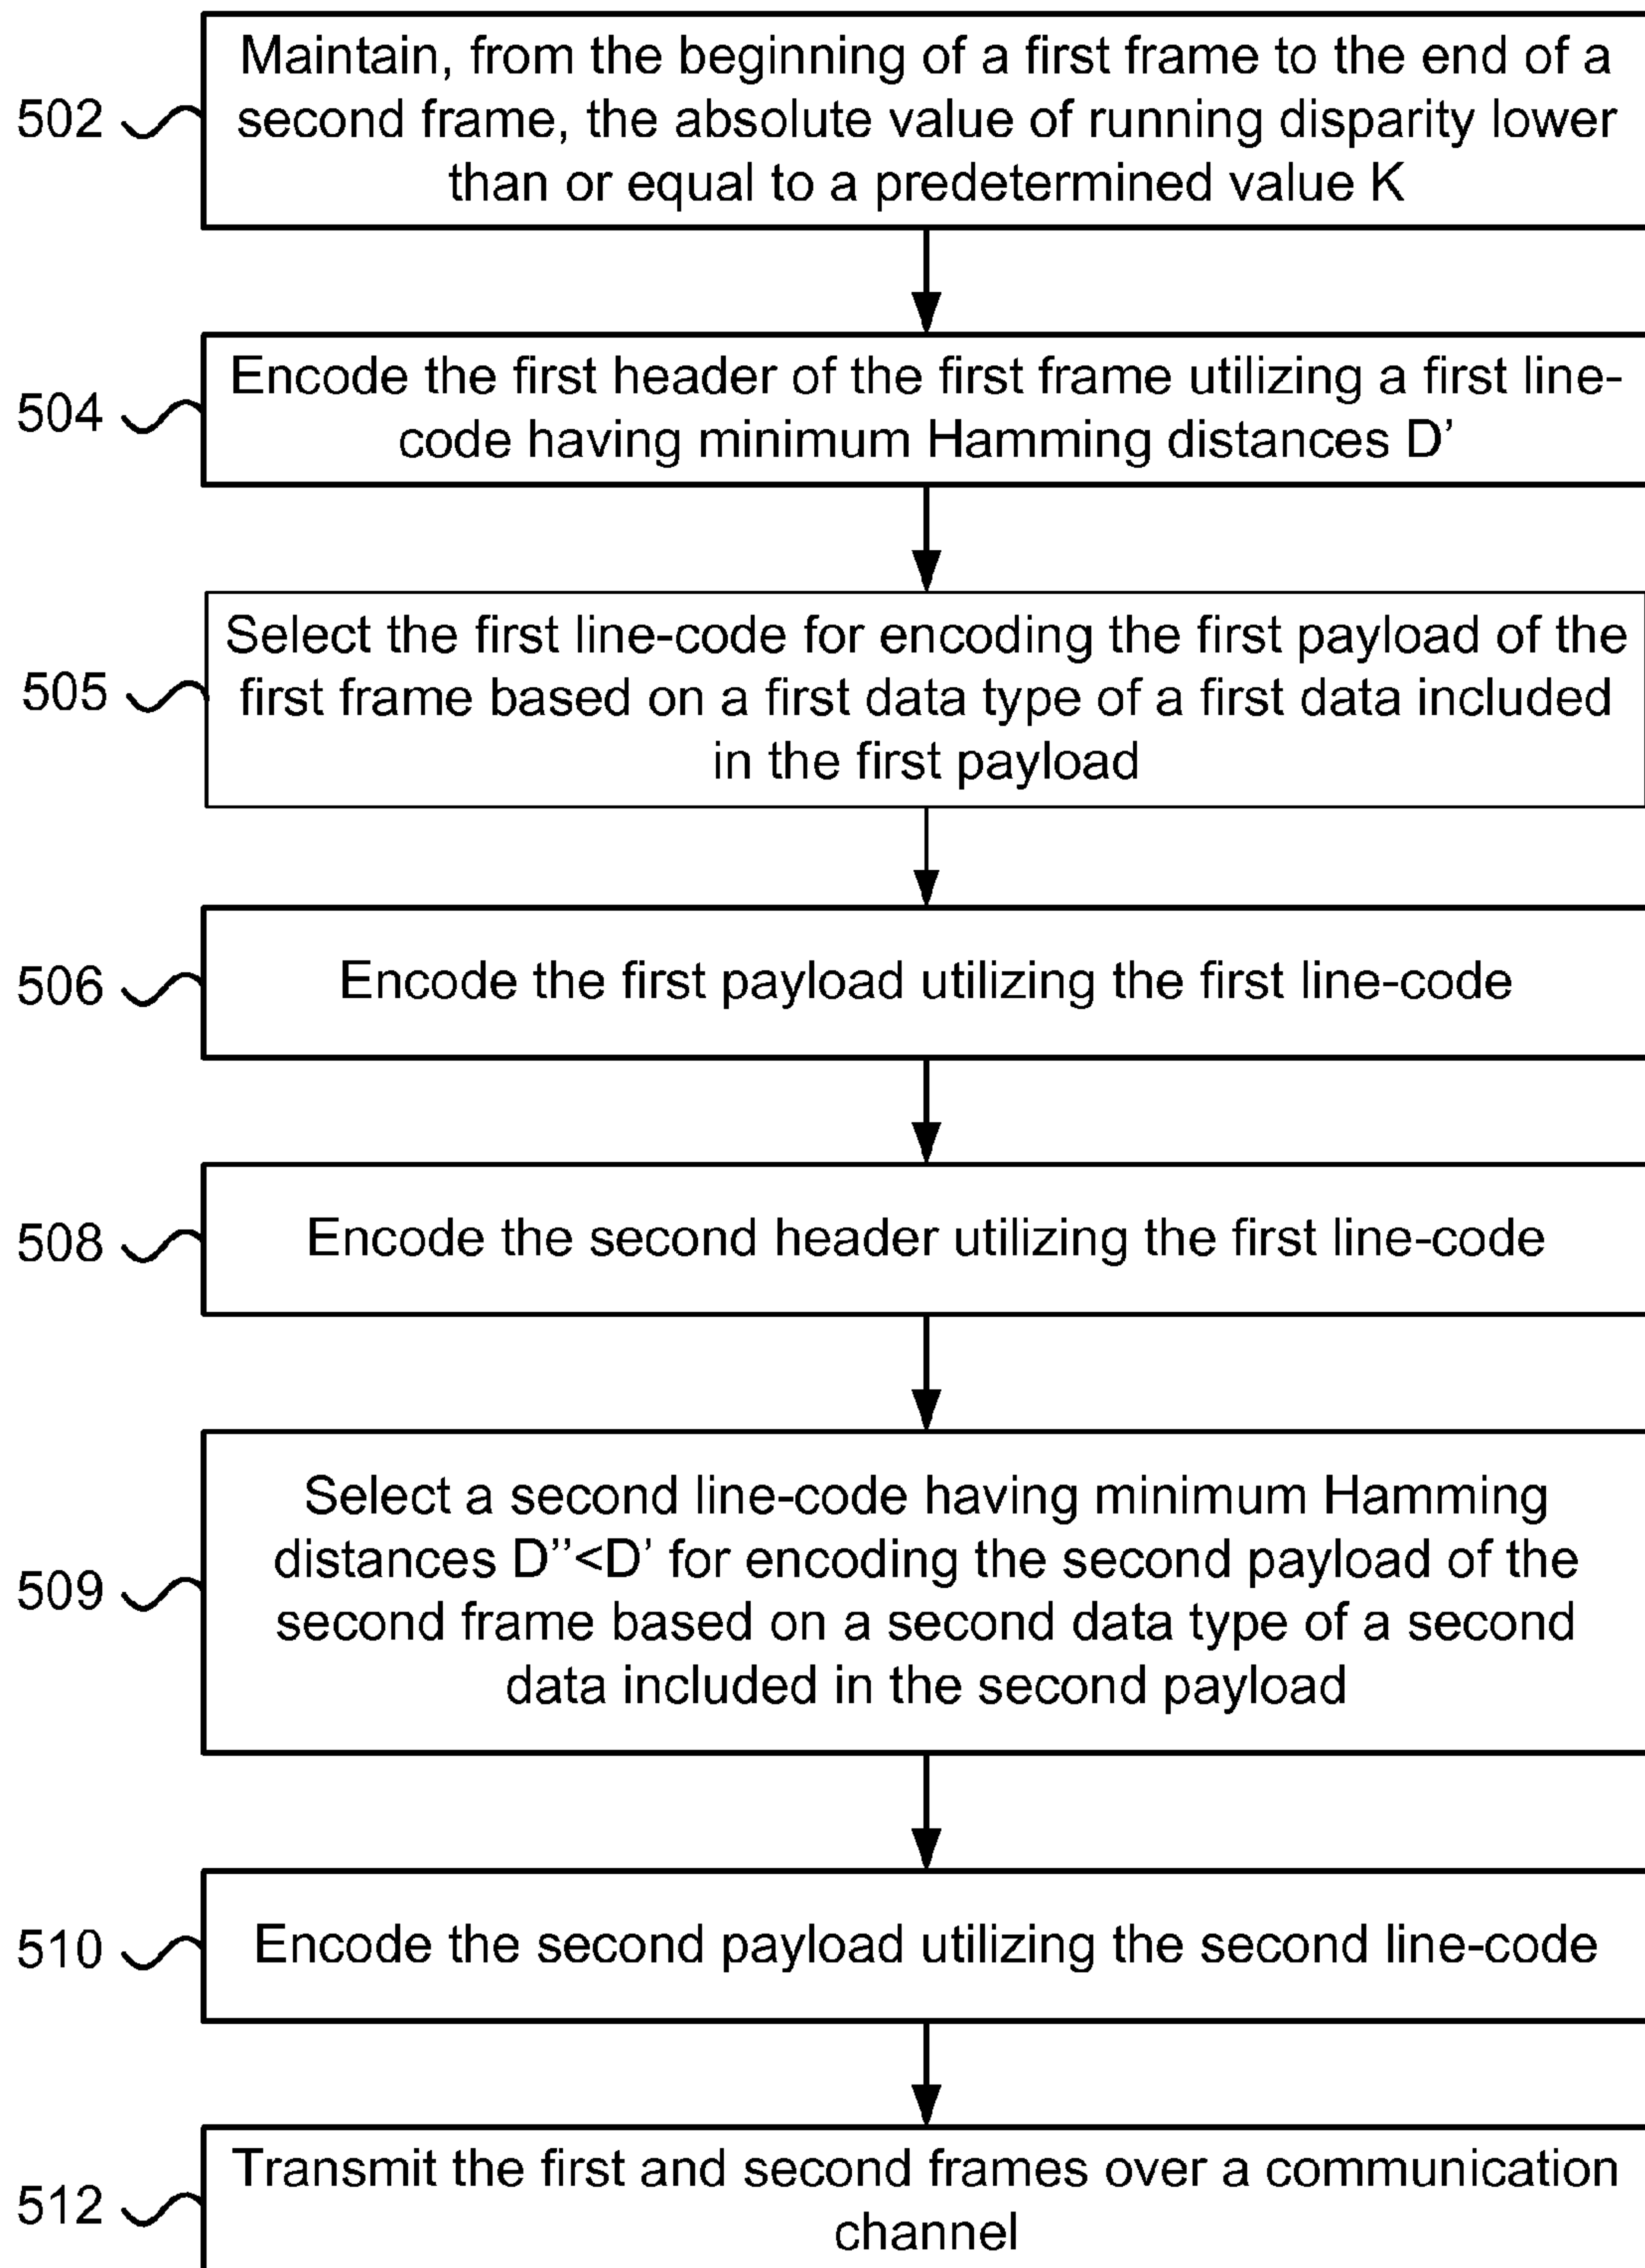 Maintain, from the beginning of a first frame to the end of a
502
second frame, the absolute value of running disparity lower
than or equal to a predetermined value K
Encode the first header of the first frame utilizing a first line-
504
code having minimum Hamming distances D’
Select the first line-code for encoding the first payload of the
505
first frame based on a first data type of a first data included
in the first payload
506
Encode the first payload utilizing the first line-code
508
Encode the second header utilizing the first line-code
Select a second line-code having minimum Hamming
distances D’’<D’ for encoding the second payload of the
509
second frame based on a second data type of a second
data included in the second payload
510
Encode the second payload utilizing the second line-code
Transmit the first and second frames over a communication
512
channel